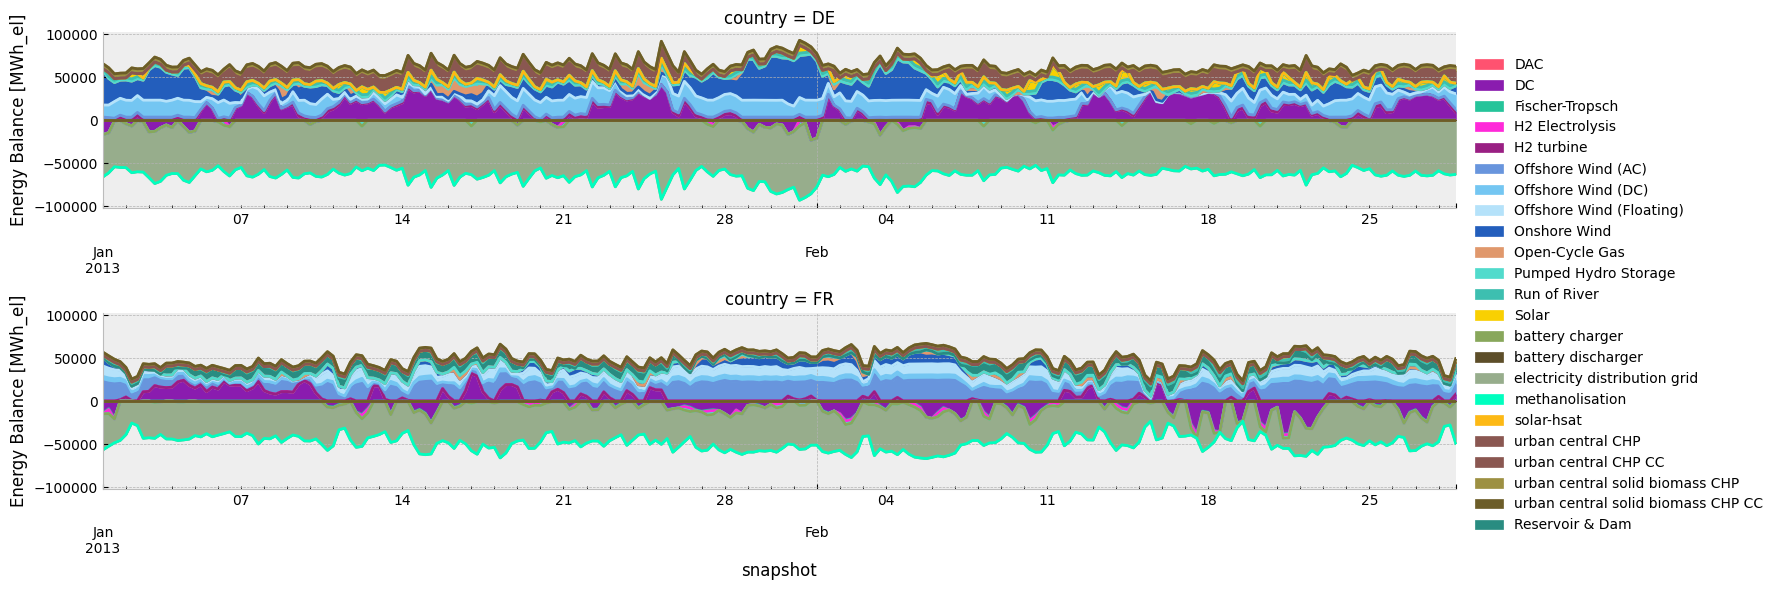 country = DE
Energy Balance [MWh_el]
100000
50000
0
−50000
−100000
07
14
21
28
04
11
18
25
Jan
2013
Feb
country = FR
Energy Balance [MWh_el]
100000
50000
0
−50000
−100000
07
14
21
28
04
11
18
25
Jan
2013
Feb
snapshot
DAC
DC
Fischer-Tropsch
H2 Electrolysis
H2 turbine
Offshore Wind (AC)
Offshore Wind (DC)
Offshore Wind (Floating)
Onshore Wind
Open-Cycle Gas
Pumped Hydro Storage
Run of River
Solar
battery charger
battery discharger
electricity distribution grid
methanolisation
solar-hsat
urban central CHP
urban central CHP CC
urban central solid biomass CHP
urban central solid biomass CHP CC
Reservoir & Dam